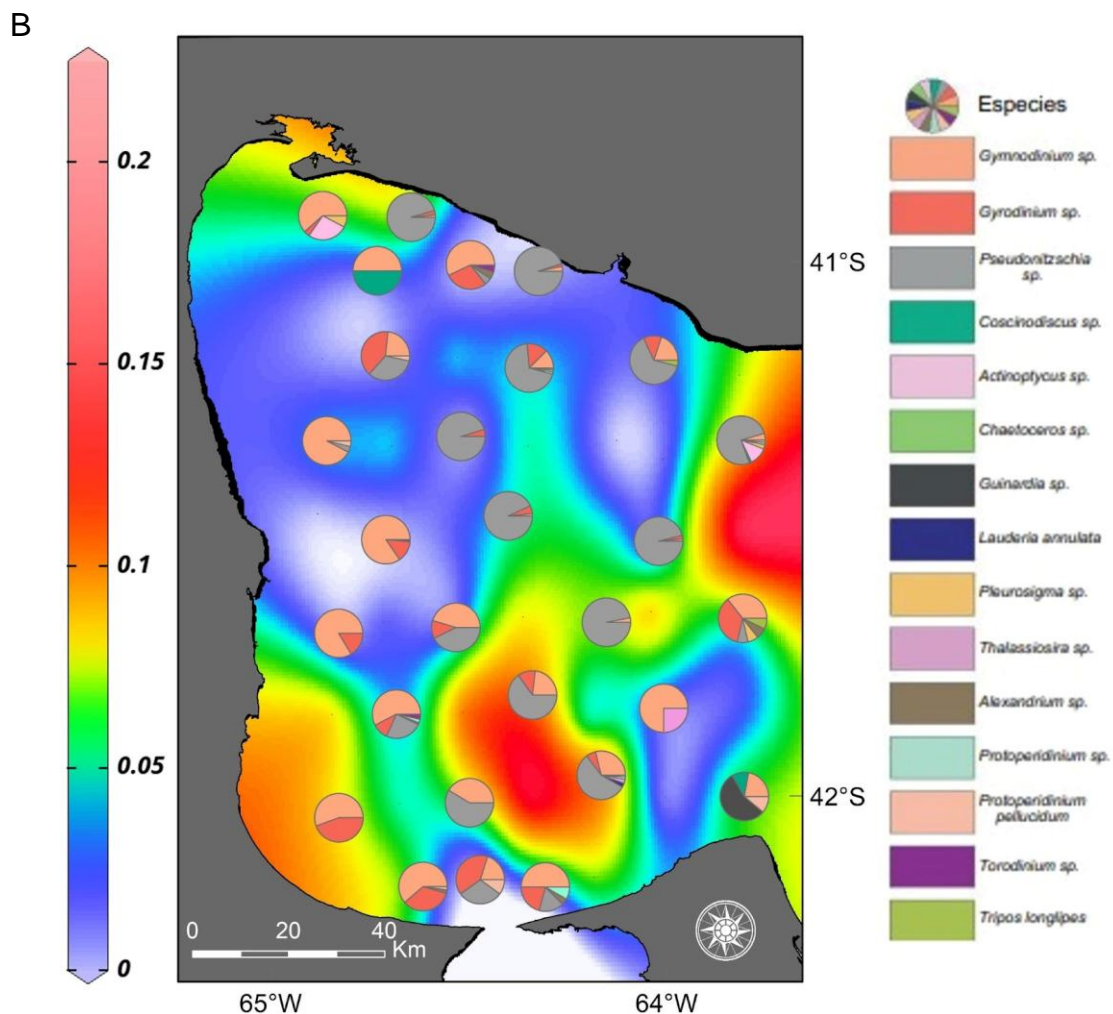 B
0.2
0.15
0.1
0.05
0
41°S
42°S
65°W
64°W
0
20
40
Km
Especies
Gymnodinium sp.
Gyrodinium sp.
Pseudonitzschia
sp.
Coscinodiscus sp.
Actinoptycus sp.
Chaetoceros sp.
Guinardia sp.
Lauderia annulata
Pleurosigma sp.
Thalassiosira sp.
Alexandrium sp.
Protoperidinium sp.
Protoperidinium
pellucidum
Torodinium sp.
Tripos longiipes